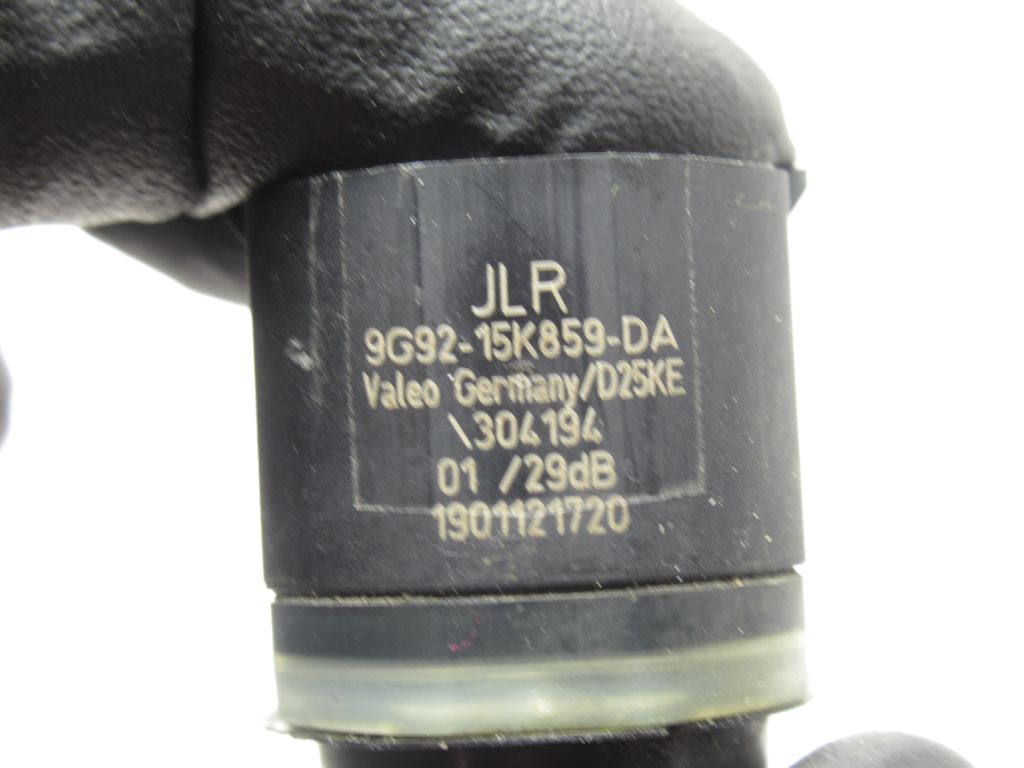 JLR
9G92-15K859-DA
Valeo Germany/D25KE
\304194
01 /29dB
1901121720